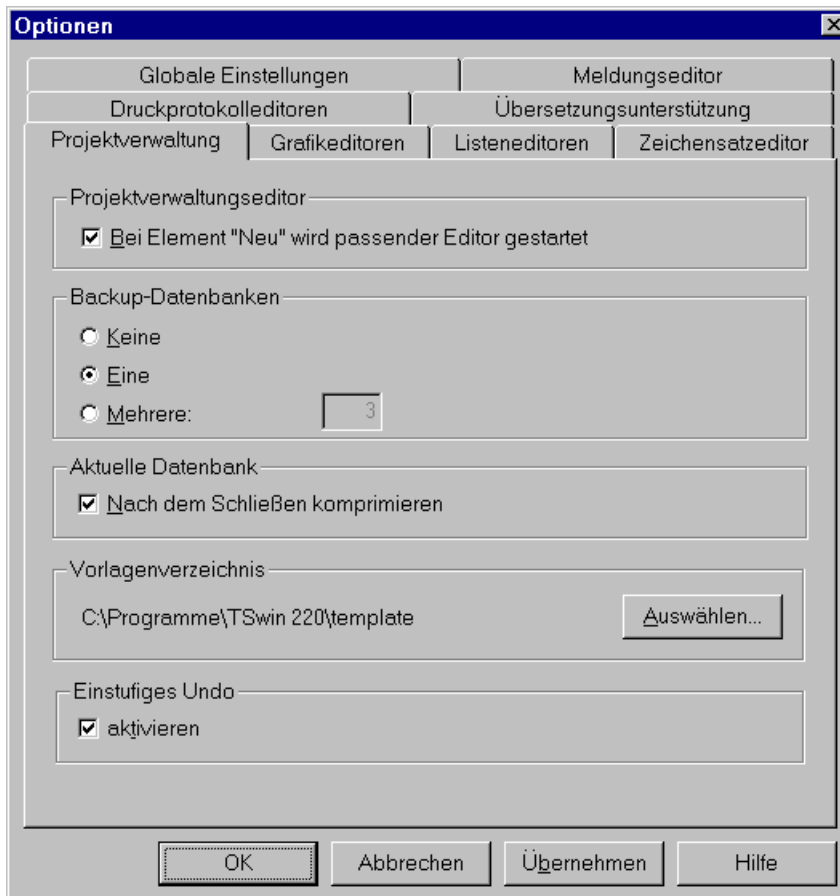 Optionen
Globale Einstellungen
Meldungseditor
Druckprotokolleditoren
Übersetzungsunterstützung
Projektverwaltung
Grafikeditoren
Listeneditoren
Zeichensatzeditor
Projektverwaltungseditor
Bei Element "Neu" wird passender Editor gestartet
Backup-Datenbanken
Keine
Eine
Mehrere: 3
Aktuelle Datenbank
Nach dem Schließen komprimieren
Vorlagenverzeichnis
C:\Programme\TSwin 220\template
Auswählen...
Einstufiges Undo
aktivieren
OK
Abbrechen
Übernehmen
Hilfe